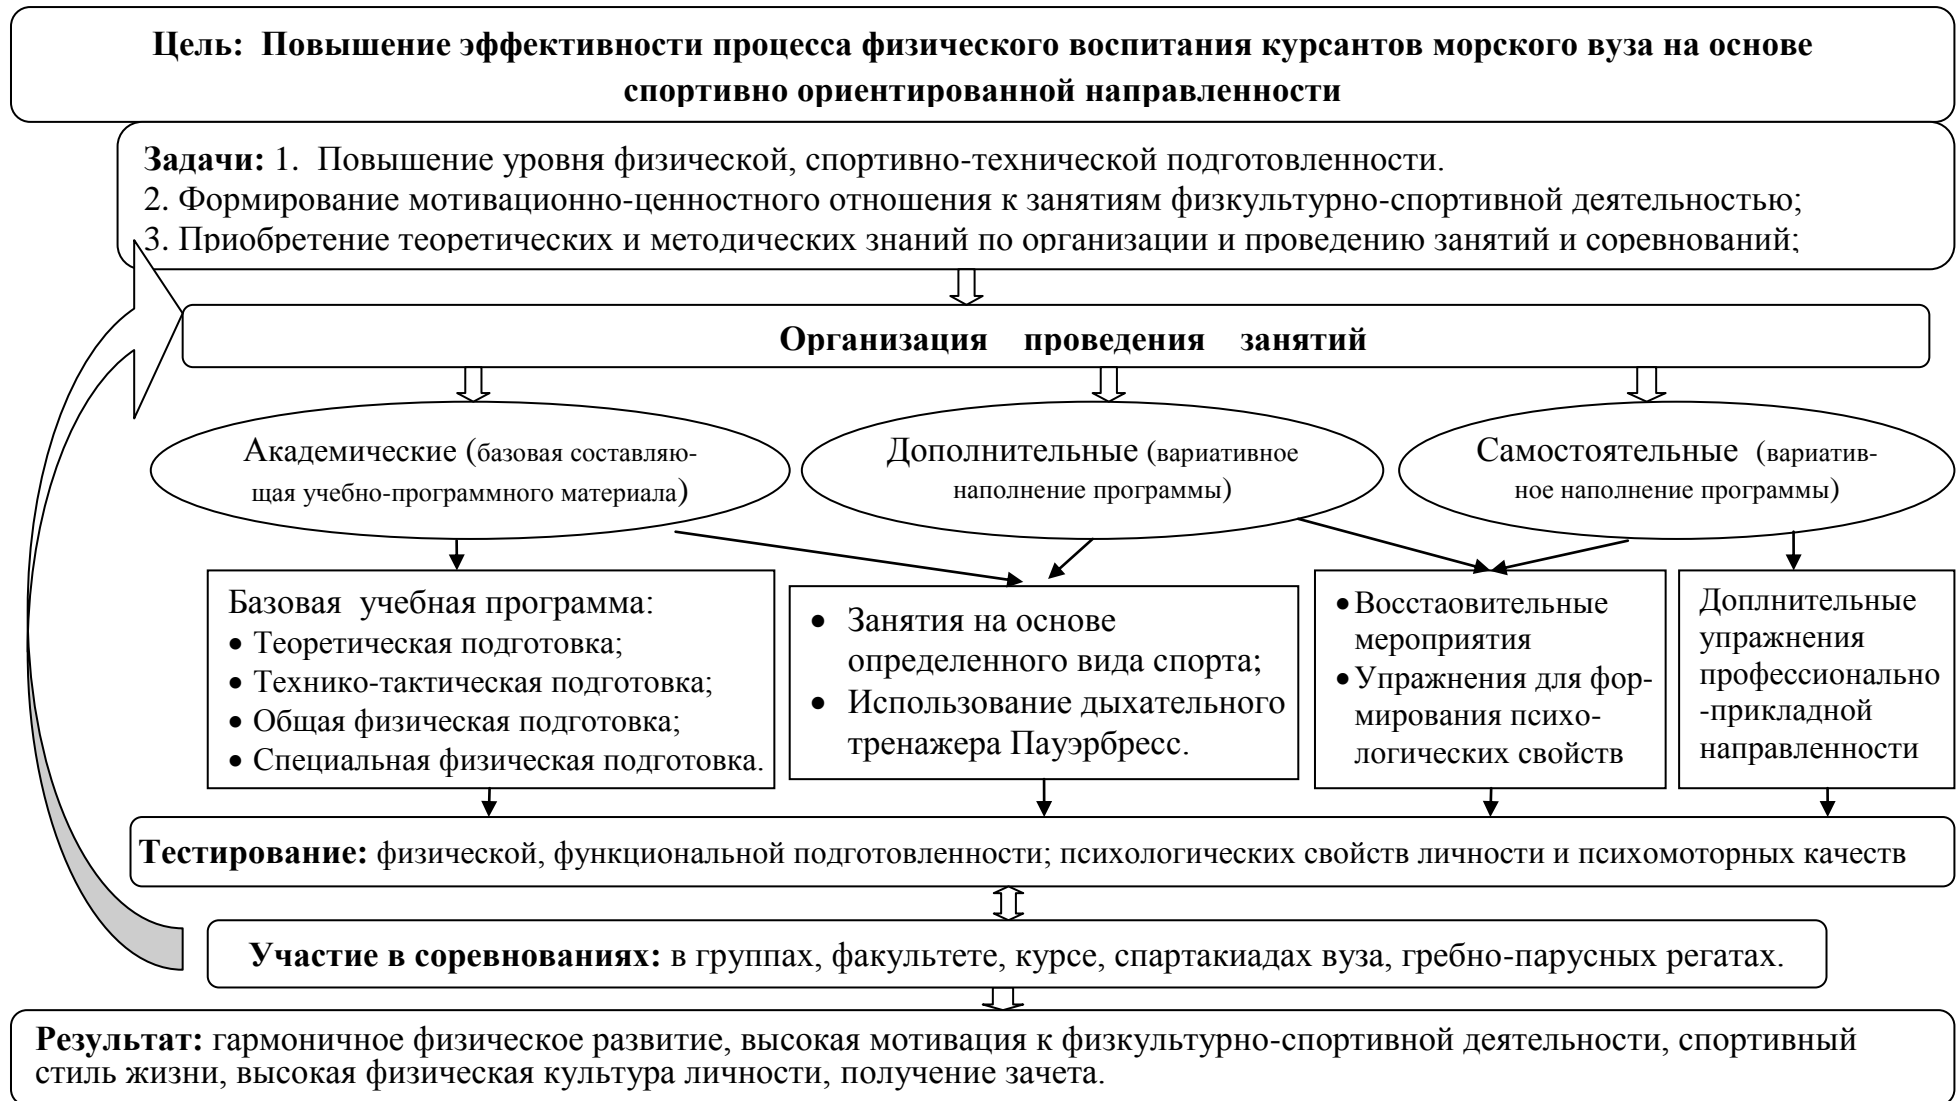 Цель: Повышение эффективности процесса физического воспитания курсантов морского вуза на основе
спортивно ориентированной направленности
Задачи: 1. Повышение уровня физической, спортивно-технической подготовленности.
2. Формирование мотивационно-ценностного отношения к занятиям физкультурно-спортивной деятельностью;
3. Приобретение теоретических и методических знаний по организации и проведению занятий и соревнований;
Организация проведения занятий
Академические (базовая составляю-
щая учебно-программного материала)
Дополнительные (вариативное
наполнение программы)
Самостоятельные (вариатив-
ное наполнение программы)
Базовая учебная программа:
• Теоретическая подготовка;
• Технико-тактическая подготовка;
• Общая физическая подготовка;
• Специальная физическая подготовка.
• Занятия на основе
определенного вида спорта;
• Использование дыхательного
тренажера Пауэрбресс.
• Восстаовительные
мероприятия
• Упражнения для фор-
мирования психо-
логических свойств
Доплнительные
упражнения
профессионально
-прикладной
направленности
Тестирование: физической, функциональной подготовленности; психологических свойств личности и психомоторных качеств
Участие в соревнованиях: в группах, факультете, курсе, спартакиадах вуза, гребно-парусных регатах.
Результат: гармоничное физическое развитие, высокая мотивация к физкультурно-спортивной деятельности, спортивный
стиль жизни, высокая физическая культура личности, получение зачета.